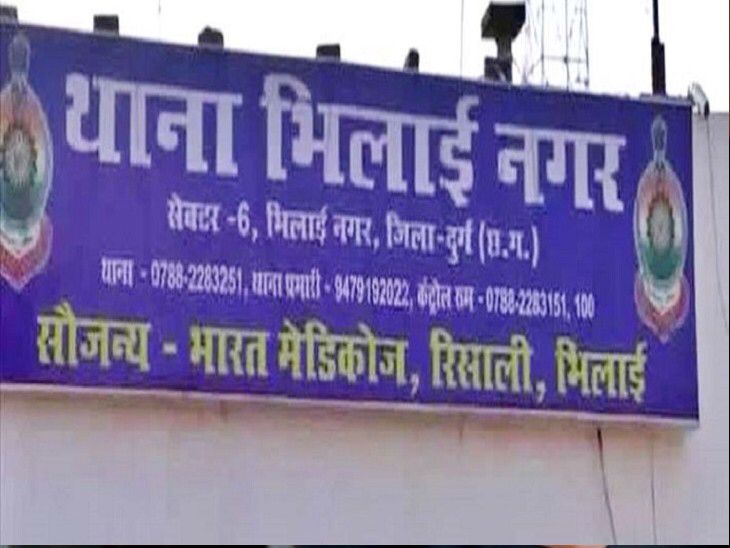 थाना भिलाई नगर
सेक्टर -6, भिलाई नगर, जिला-दुर्ग (छ.ग.)
थाना - 0788-2283251, थाना प्रभारी - 9479192022, कंट्रोल रुम - 0788-2283151, 100
सौजन्य - भारत मेडिकोज, रिसाली, भिलाई